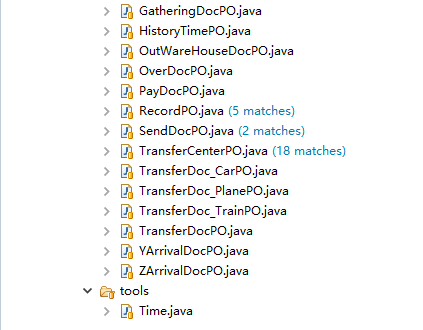 GatheringDocPO.java
HistoryTimePO.java
OutWareHouseDocPO.java
OverDocPO.java
PayDocPO.java
RecordPO.java (5 matches)
SendDocPO.java (2 matches)
TransferCenterPO.java (18 matches)
TransferDoc_CarPO.java
TransferDoc_PlanePO.java
TransferDoc_TrainPO.java
TransferDocPO.java
YArrivalDocPO.java
ZArrivalDocPO.java
tools
Time.java